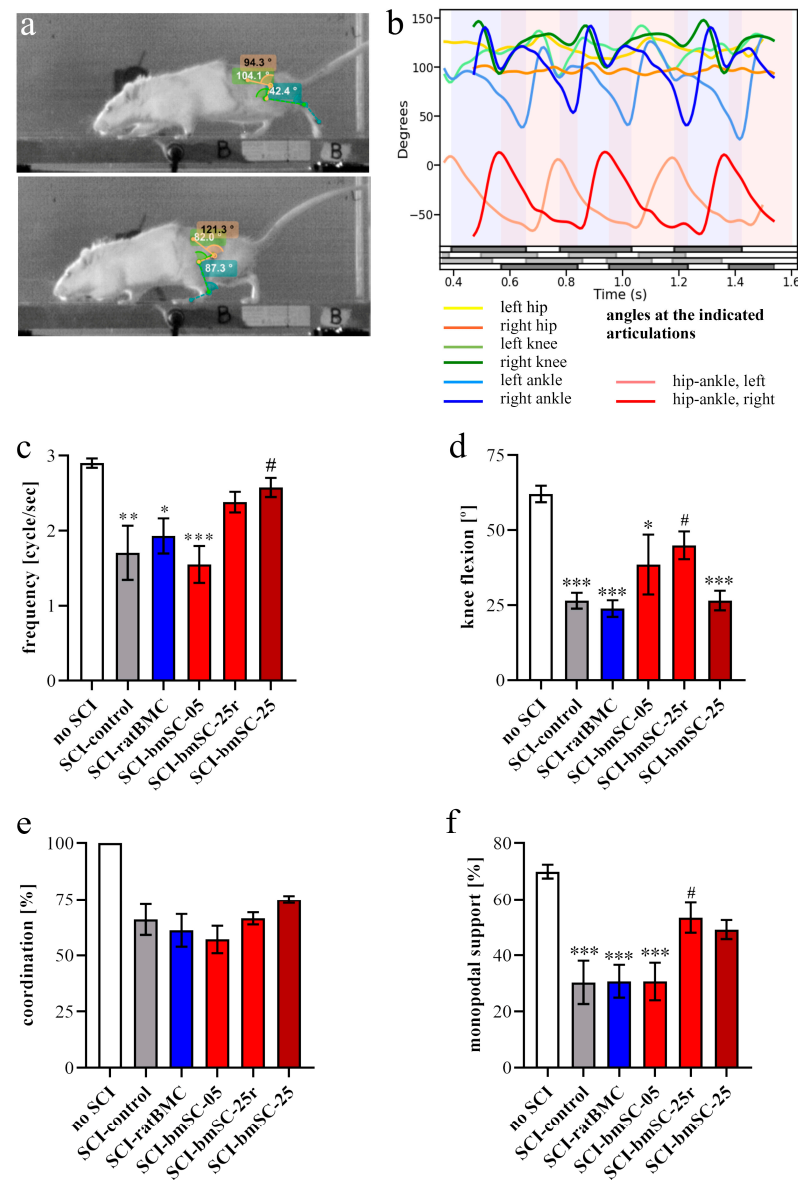 a
94.3 °
104.1 °
42.4 °
B
B
121.3 °
82.0 °
87.3 °
B
B
b
Degrees
150
100
50
0
−50
0.4
0.6
0.8
1.0
1.2
1.4
1.6
Time (s)
left hip
right hip
left knee
right knee
left ankle
right ankle
angles at the indicated
articulations
hip-ankle, left
hip-ankle, right
c
frequency [cycle/sec]
3
2
1
0
**
*
***
#
no SCI
SCI-control
SCI-ratBMC
SCI-bmSC-05
SCI-bmSC-25r
SCI-bmSC-25
d
knee flexion [°]
75
50
25
0
***
***
*
#
***
no SCI
SCI-control
SCI-ratBMC
SCI-bmSC-05
SCI-bmSC-25r
SCI-bmSC-25
e
coordination [%]
100
75
50
25
0
no SCI
SCI-control
SCI-ratBMC
SCI-bmSC-05
SCI-bmSC-25r
SCI-bmSC-25
f
monopodal support [%]
80
60
40
20
0
***
***
***
#
no SCI
SCI-control
SCI-ratBMC
SCI-bmSC-05
SCI-bmSC-25r
SCI-bmSC-25